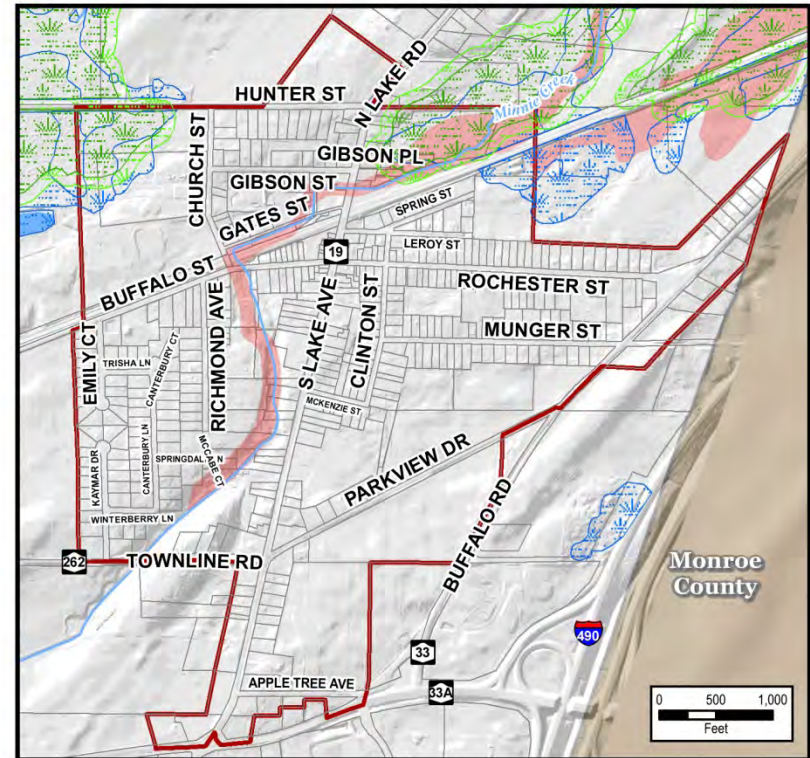 HUNTER ST
N LAKE RD
Minnie Creek
CHURCH ST
GIBSON PL
GIBSON ST
GATES ST
SPRING ST
LEROY ST
19
BUFFALO ST
ROCHESTER ST
MUNGER ST
CLINTON ST
S LAKE AVE
RICHMOND AVE
EMILY CT
TRISHA LN
CANTERBURY CT
MCKENZIE ST
SPRINGDALE LN
MCCABE CT
CANTERBURY LN
KAYMAR DR
WINTERBERRY LN
PARKVIEW DR
BUFFALO RD
262
TOWNLINE RD
Monroe
County
490
33
33A
APPLE TREE AVE
0 500 1,000
Feet